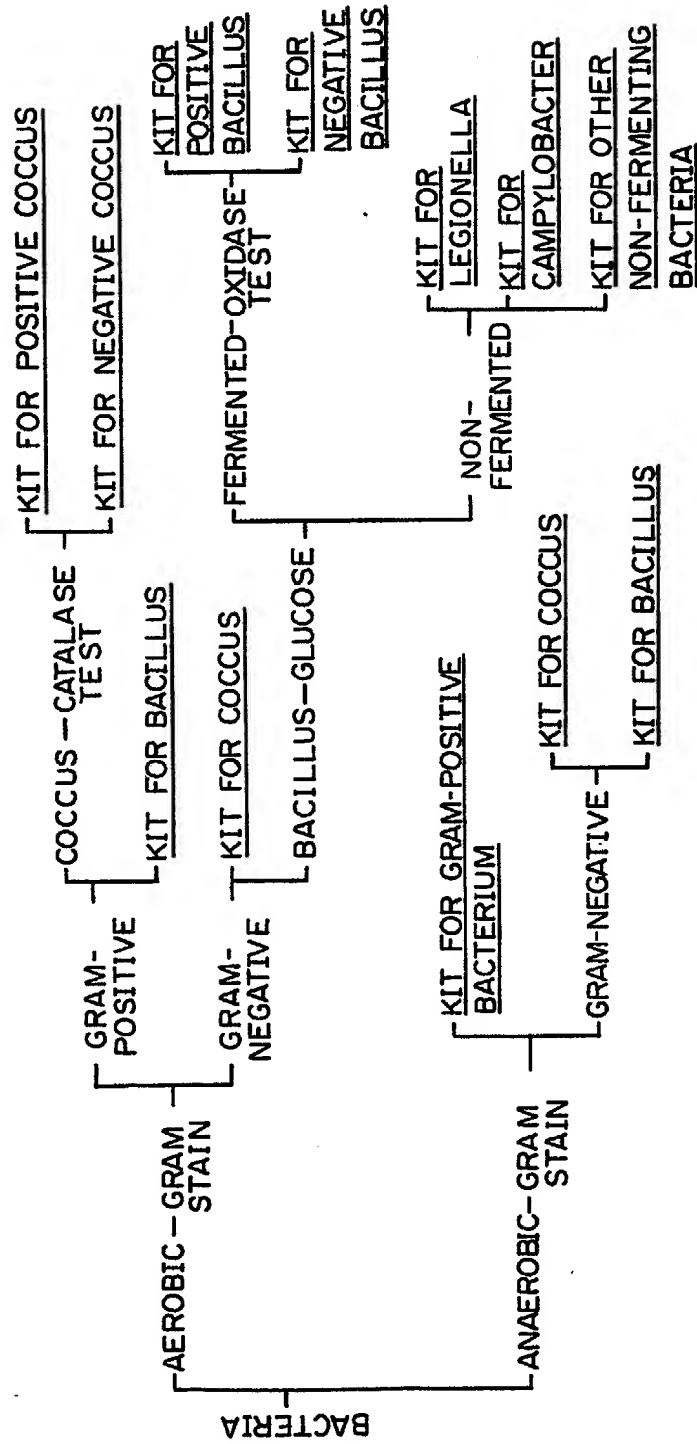 BACTERIA
AEROBIC-GRAM
STAIN
GRAM-
POSITIVE
COCCUS-CATALASE
TEST
KIT FOR POSITIVE COCCUS
KIT FOR NEGATIVE COCCUS
KIT FOR BACILLUS
GRAM-
NEGATIVE
KIT FOR COCCUS
BACILLUS-GLUCOSE
FERMENTED-OXIDASE
TEST
KIT FOR
POSITIVE
BACILLUS
KIT FOR
NEGATIVE
BACILLUS
NON-
FERMENTED
KIT FOR
LEGIONELLA
KIT FOR
CAMPYLOBACTER
KIT FOR OTHER
NON-FERMENTING
BACTERIA
ANAEROBIC-GRAM
STAIN
KIT FOR GRAM-POSITIVE
BACTERIUM
GRAM-NEGATIVE
KIT FOR COCCUS
KIT FOR BACILLUS